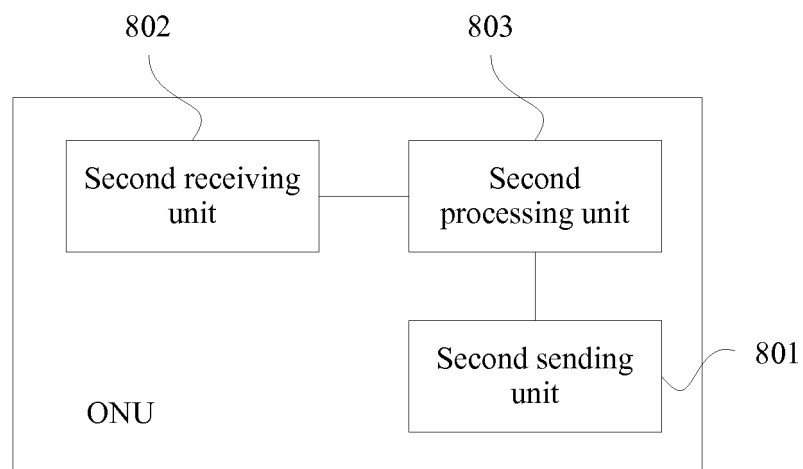 802
803
Second receiving
unit
Second
processing unit
Second sending
unit
801
ONU